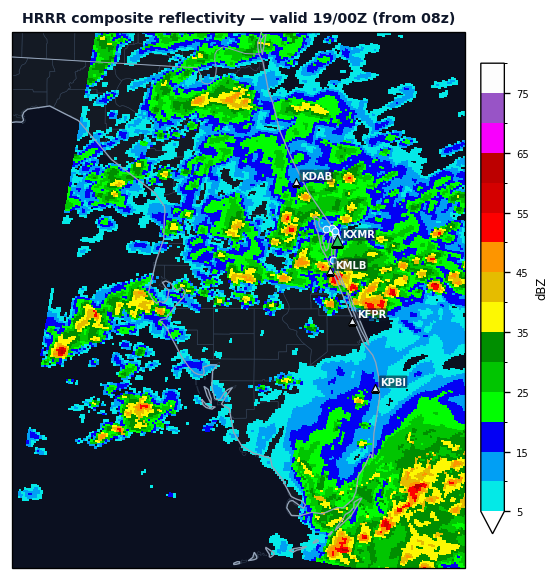 HRRR composite reflectivity — valid 19/00Z (from 08z)
KDAB
KXMR
KMLB
KFPR
KPBI
75
65
55
45
35
25
15
5
dBZ